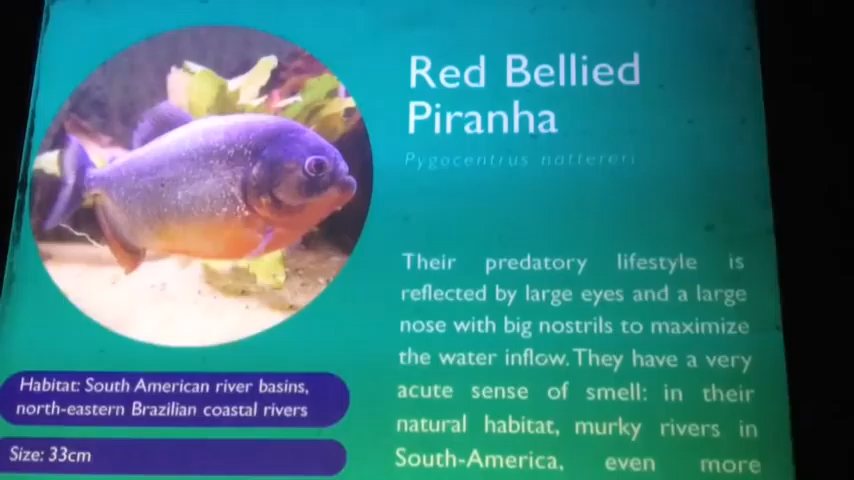 Red Bellied
Piranha
Pygocentrus nattereri
Their predatory lifestyle is
reflected by large eyes and a large
nose with big nostrils to maximize
the water inflow. They have a very
acute sense of smell: in their
natural habitat, murky rivers in
South-America, even more
Habitat: South American river basins,
north-eastern Brazilian coastal rivers
Size: 33cm